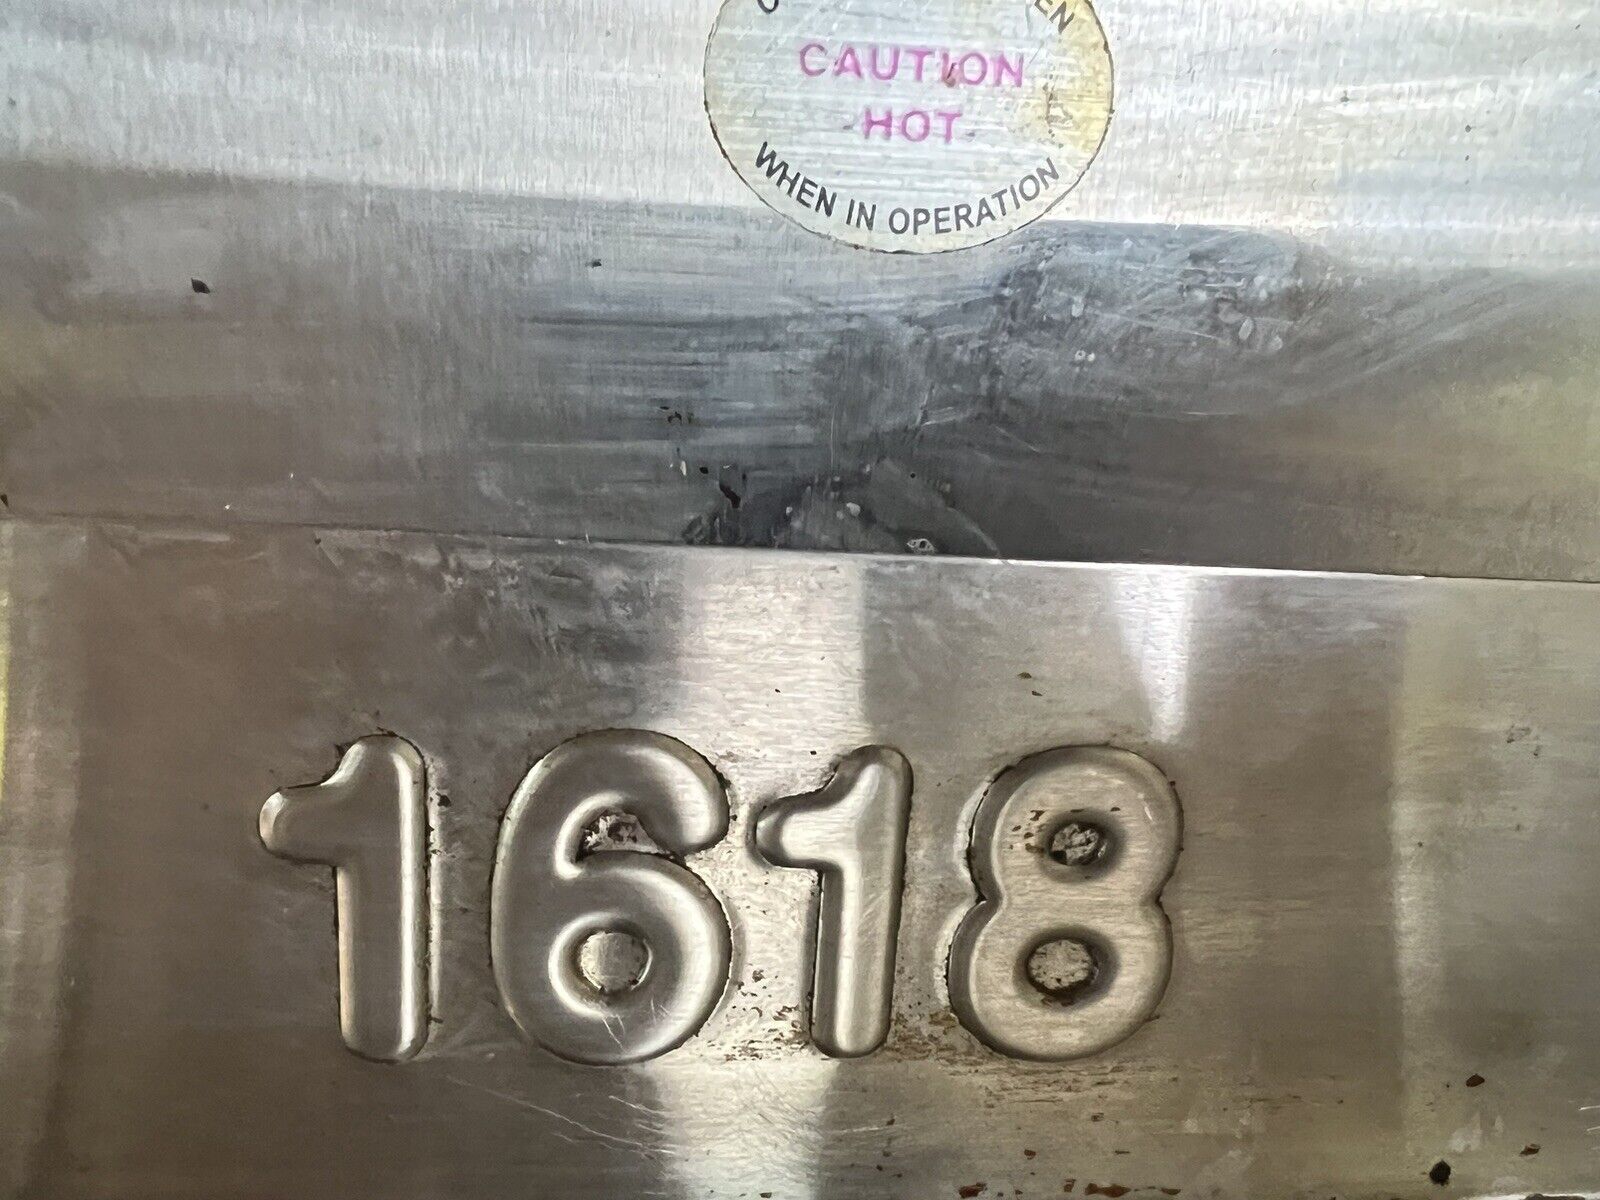 CAUTION
HOT
WHEN IN OPERATION
1618